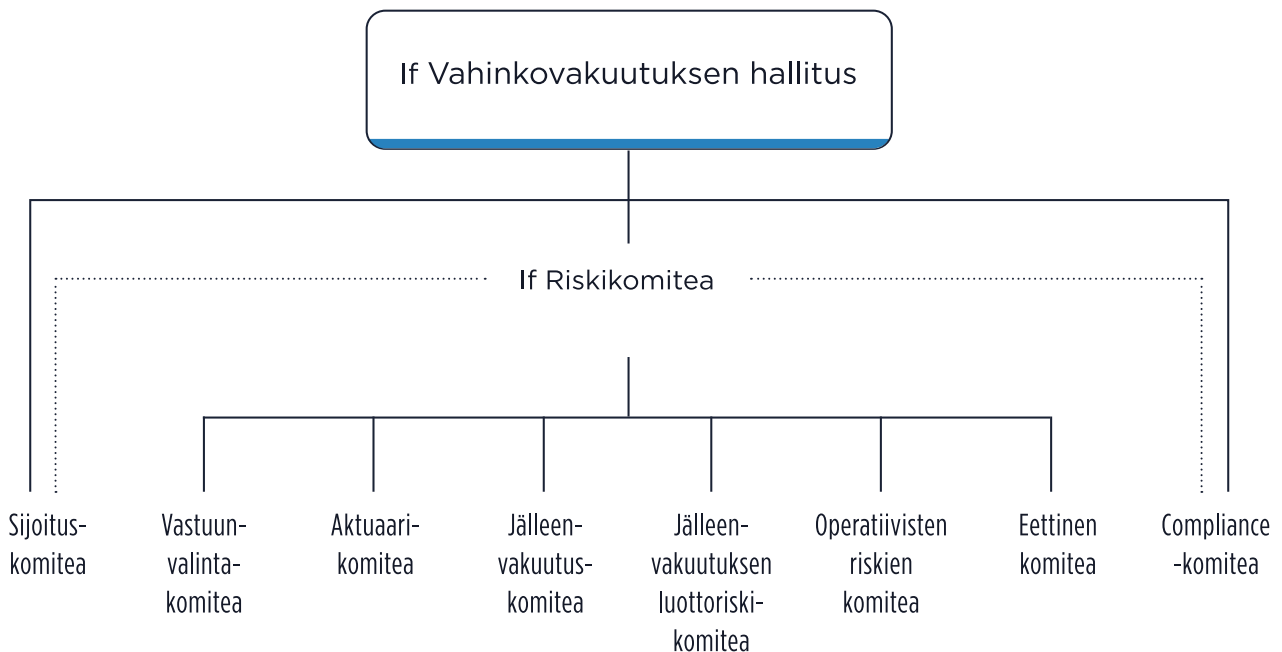 If Vahinkovakuutuksen hallitus
If Riskikomitea
Sijoitus-
komitea
Vastuun-
valinta-
komitea
Aktuaari-
komitea
Jälleen-
vakuutus-
komitea
Jälleen-
vakuutuksen
luottoriski-
komitea
Operatiivisten
riskien
komitea
Eettinen
komitea
Compliance
-komitea